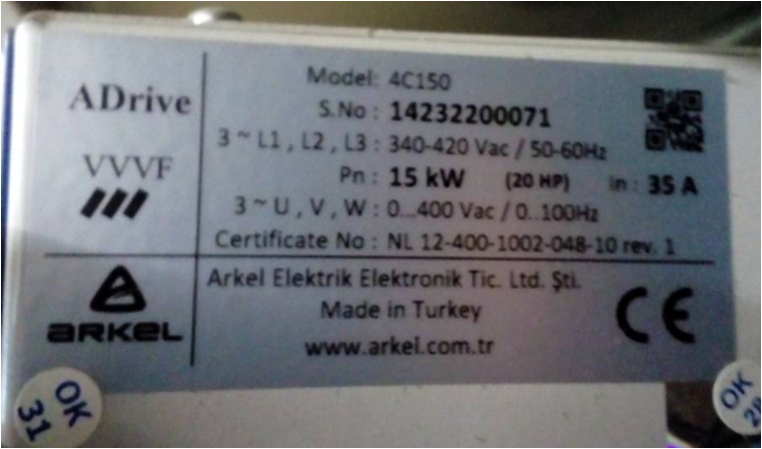 ADrive
VVVF
Model: 4C150
S.No : 14232200071
3 ~ L1 , L2 , L3 : 340-420 Vac / 50-60Hz
Pn : 15 kW (20 HP) In : 35 A
3 ~ U , V , W : 0...400 Vac / 0..100Hz
Certificate No : NL 12-400-1002-048-10 rev. 1
ARKEL
Arkel Elektrik Elektronik Tic. Ltd. Şti.
Made in Turkey
www.arkel.com.tr
CE
OK
31
OK